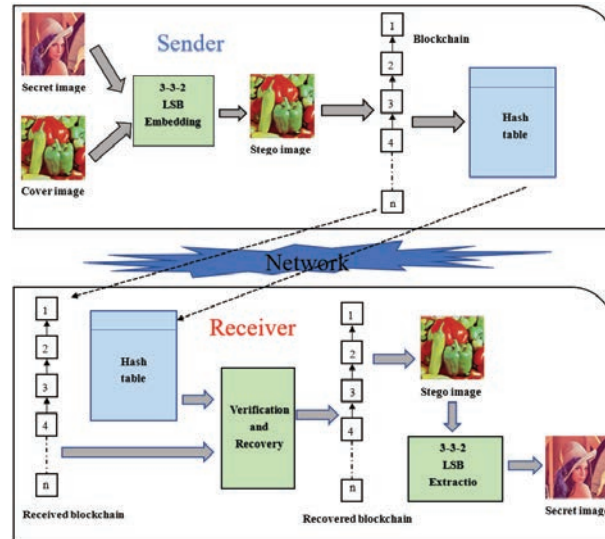 Sender
Blockchain
1
2
3
4
n
Secret image
3-3-2
LSB
Embedding
Stego image
Cover image
Hash
table
Network
Receiver
1
2
3
4
n
Hash
table
Verification
and
Recovery
1
2
3
4
n
Stego image
3-3-2
LSB
Extractio
Received blockchain
Recovered blockchain
Secret image